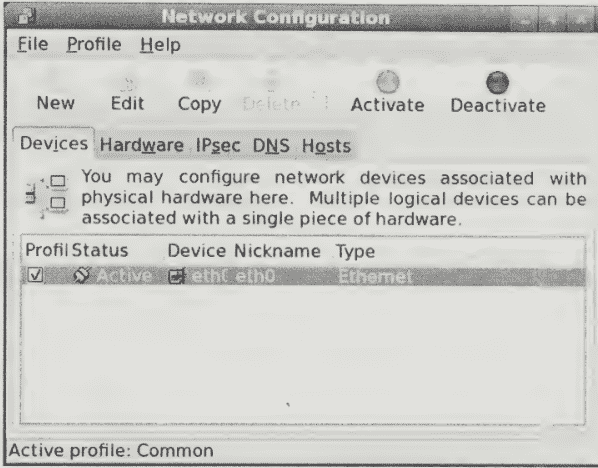 Network Configuration
File Profile Help
New Edit Copy Delete Activate Deactivate
Devices Hardware IPsec DNS Hosts
You may configure network devices associated with
physical hardware here. Multiple logical devices can be
associated with a single piece of hardware.
Profil Status Device Nickname Type
Active eth0 Ethernet
Active profile: Common